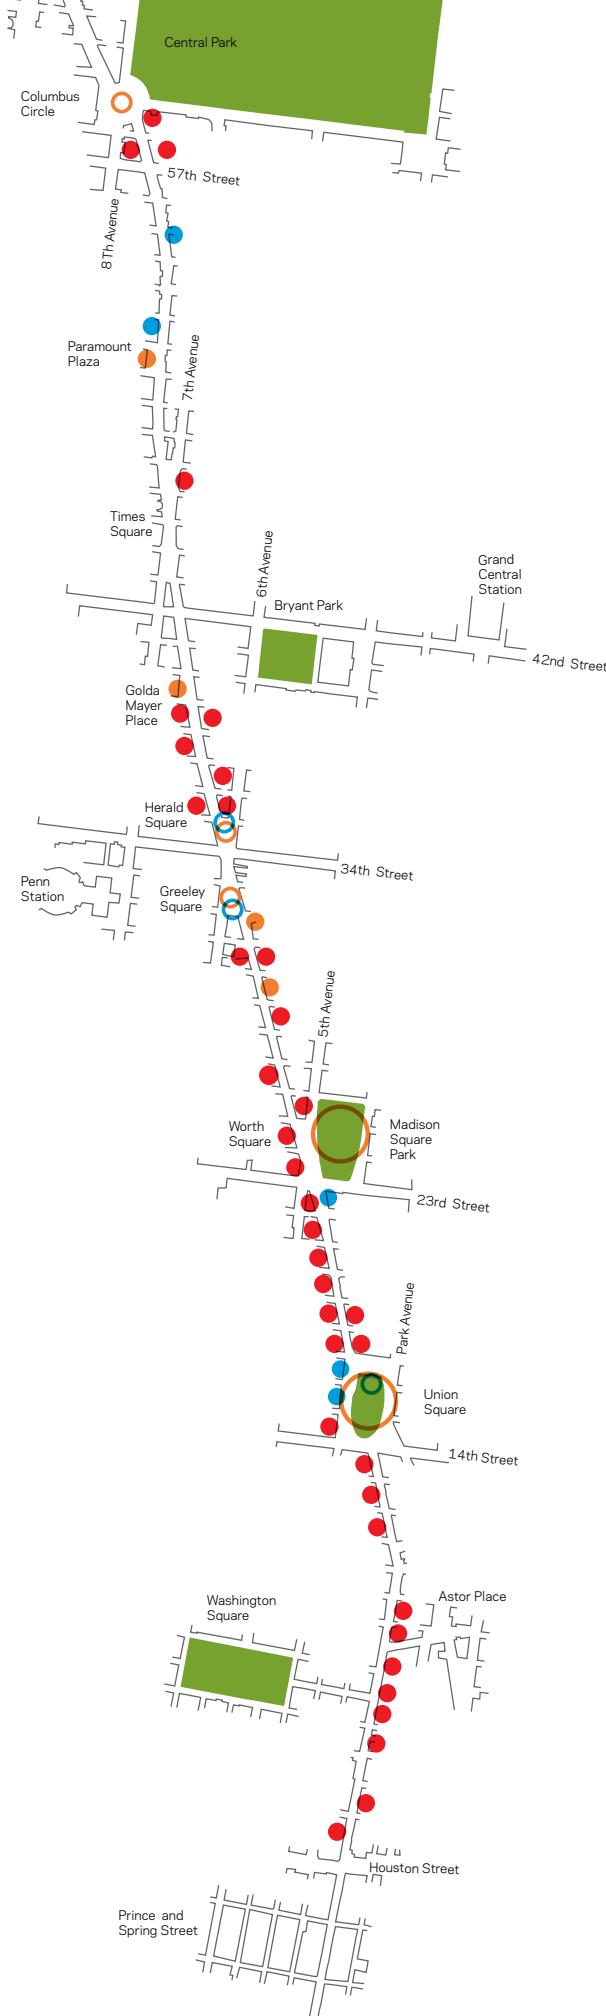 Central Park
Columbus
Circle
57th Street
8Th Avenue
Paramount
Plaza
7th Avenue
Times
Square
6th Avenue
Grand
Central
Station
Bryant Park
42nd Street
Golda
Mayer
Place
Herald
Square
34th Street
Penn
Station
Greeley
Square
5th Avenue
Worth
Square
Madison
Square
Park
23rd Street
Park Avenue
Union
Square
14th Street
Astor Place
Washington
Square
Houston Street
Prince and
Spring Street